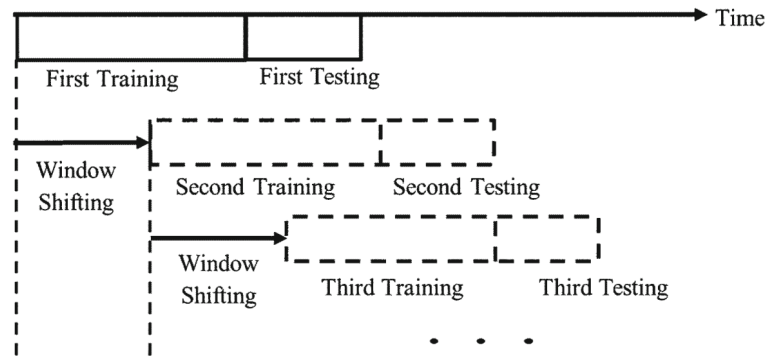 Time
First Training
First Testing
Window
Shifting
Second Training
Second Testing
Window
Shifting
Third Training
Third Testing